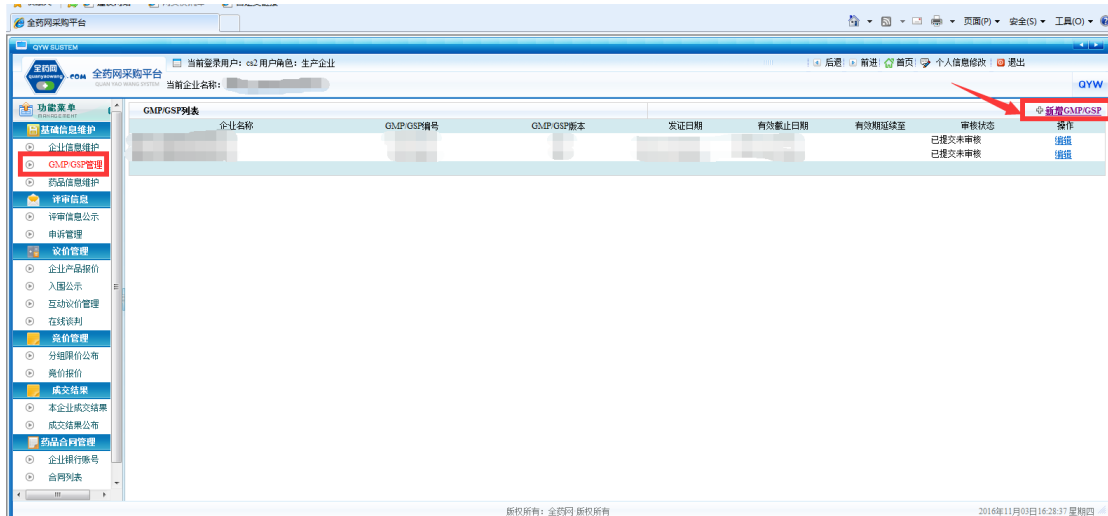 全药网采购平台
页面(P) 安全(S) 工具(O)
QYW SUSTEM
全药网
quanyaowang .COM 全药网采购平台
QUAN YAO WANG SYSTEM
当前登录用户：cs2 用户角色：生产企业
后退 前进 首页 个人信息修改 退出
当前企业名称：
QYW
功能菜单
MANAGEMENT
GMP/GSP列表
新增GMP/GSP
企业名称 GMP/GSP编号 GMP/GSP版本 发证日期 有效截止日期 有效期延续至 审核状态 操作
已提交未审核 编辑
已提交未审核 编辑
基础信息维护
企业信息维护
GMP/GSP管理
药品信息维护
评审信息
评审信息公示
申诉管理
议价管理
企业产品报价
入围公示
互动议价管理
在线谈判
竞价管理
分组限价公布
竞价报价
成交结果
本企业成交结果
成交结果公布
药品合同管理
企业银行账号
合同列表
版权所有：全药网 版权所有
2016年11月03日16:28:37 星期四